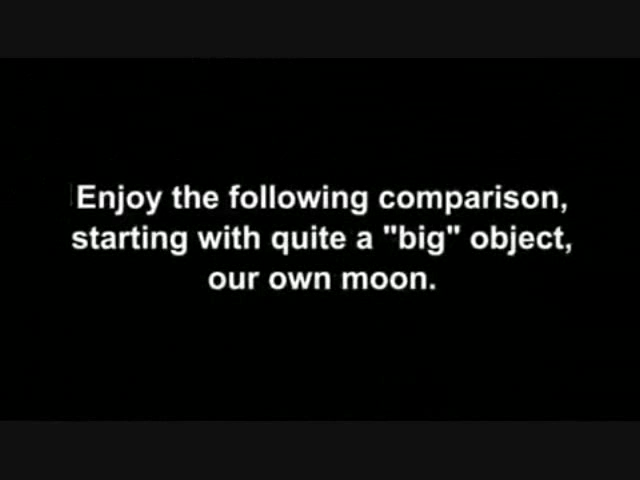 Enjoy the following comparison,
starting with quite a "big" object,
our own moon.